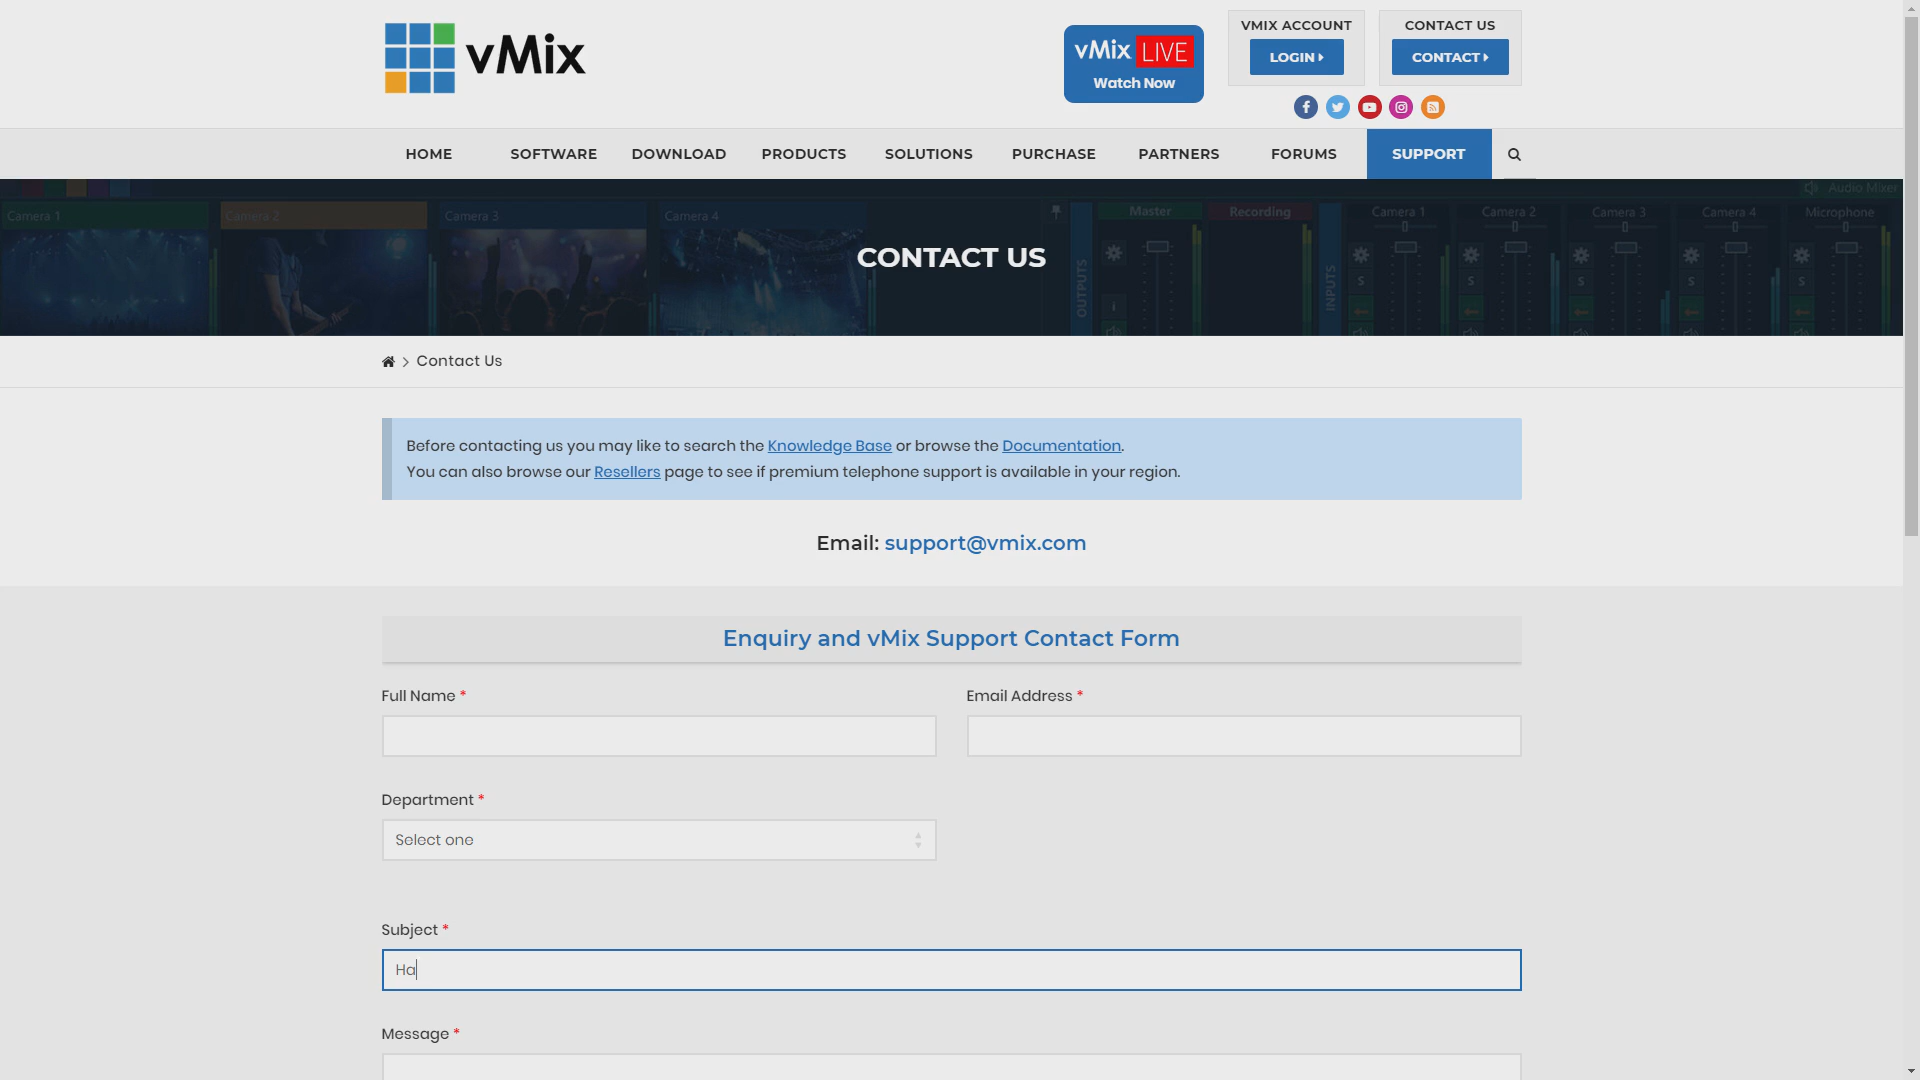 vMix
vMix LIVE
Watch Now
VMIX ACCOUNT
LOGIN
CONTACT US
CONTACT
HOME
SOFTWARE
DOWNLOAD
PRODUCTS
SOLUTIONS
PURCHASE
PARTNERS
FORUMS
SUPPORT
Audio Mixer
Camera 1
Camera 2
Camera 3
Camera 4
OUTPUTS
Master
Recording
INPUTS
Camera 1
Camera 2
Camera 3
Camera 4
Microphone
S
S
S
S
S
i
CONTACT US
Contact Us
Before contacting us you may like to search the Knowledge Base or browse the Documentation.
You can also browse our Resellers page to see if premium telephone support is available in your region.
Email: support@vmix.com
Enquiry and vMix Support Contact Form
Full Name *
Email Address *
Department *
Select one
Subject *
Ha
Message *